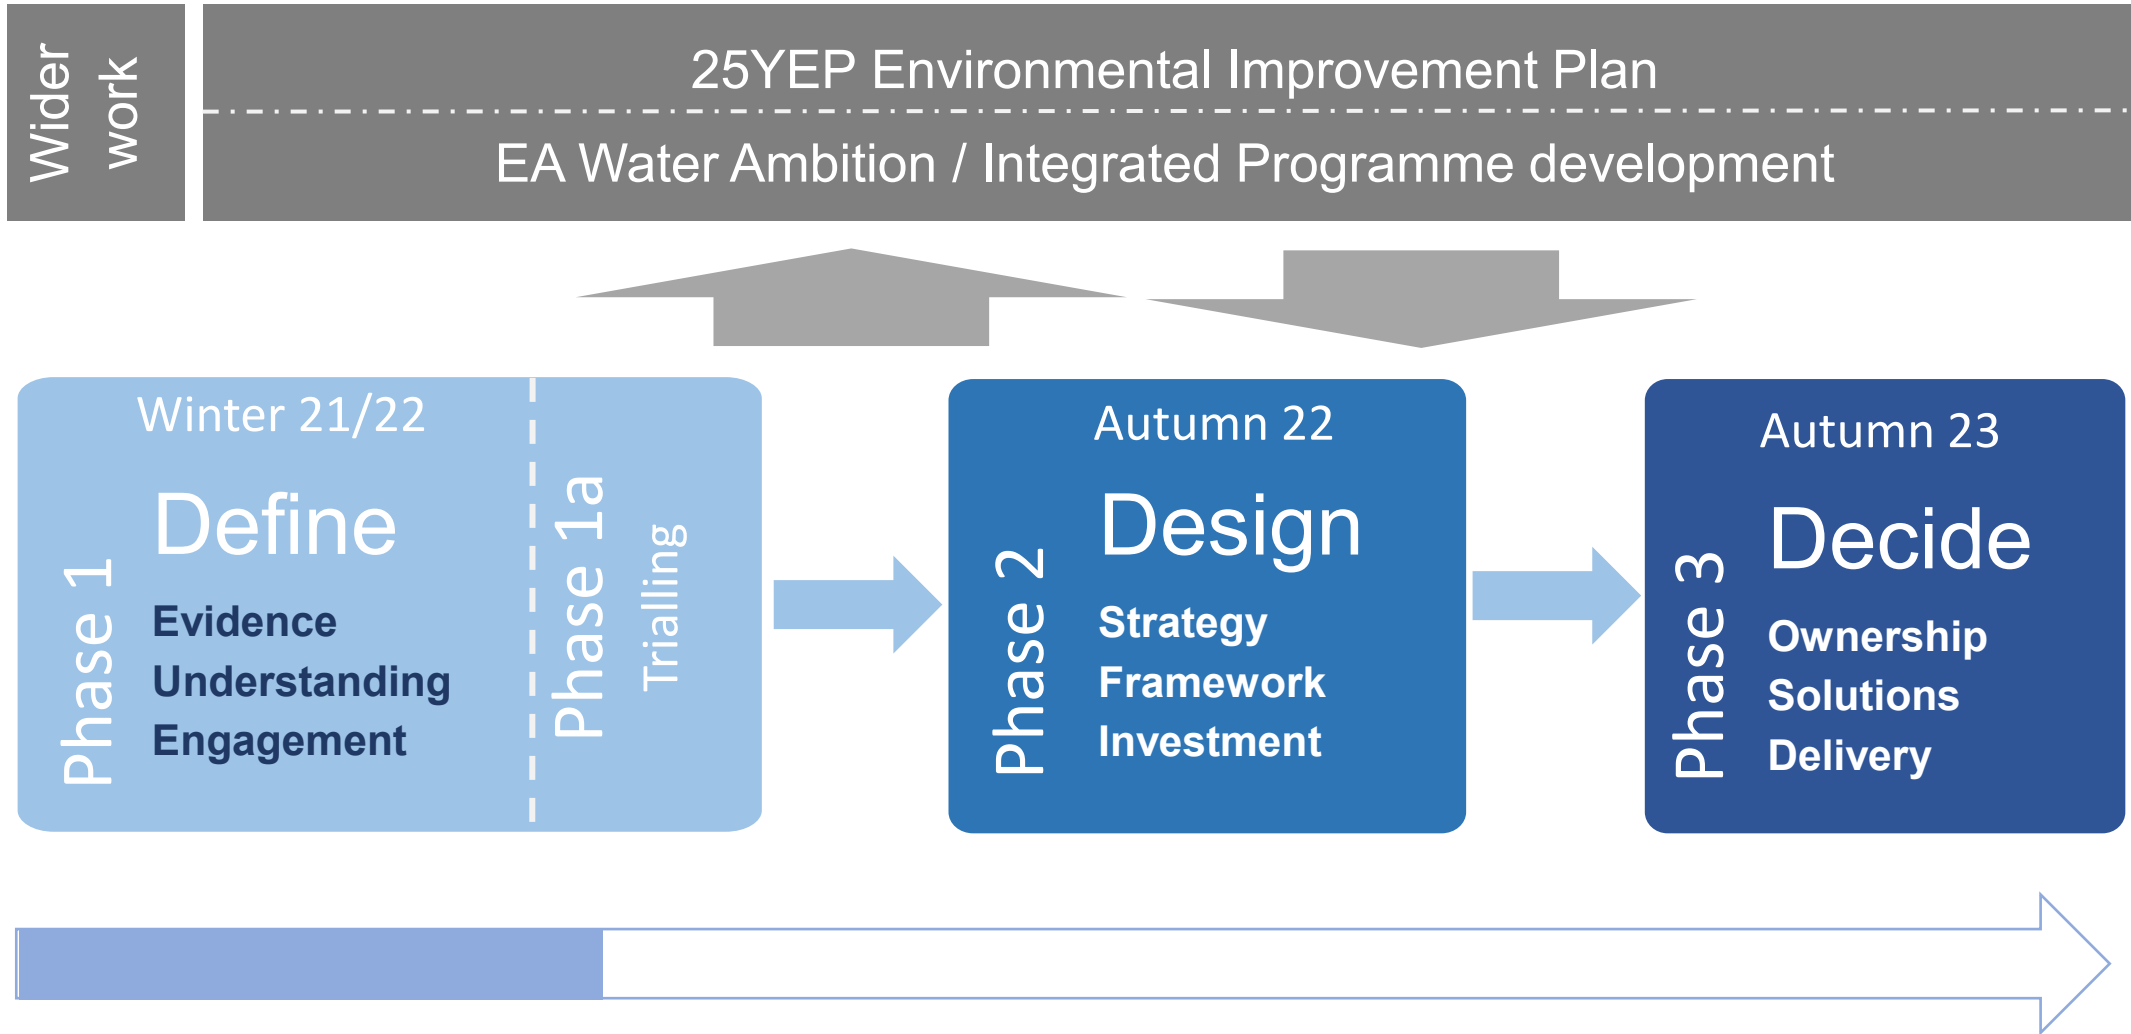 Wider
work
25YEP Environmental Improvement Plan
EA Water Ambition / Integrated Programme development
Winter 21/22
Phase 1
Define
Evidence
Understanding
Engagement
Phase 1a
Trialling
Autumn 22
Phase 2
Design
Strategy
Framework
Investment
Autumn 23
Phase 3
Decide
Ownership
Solutions
Delivery